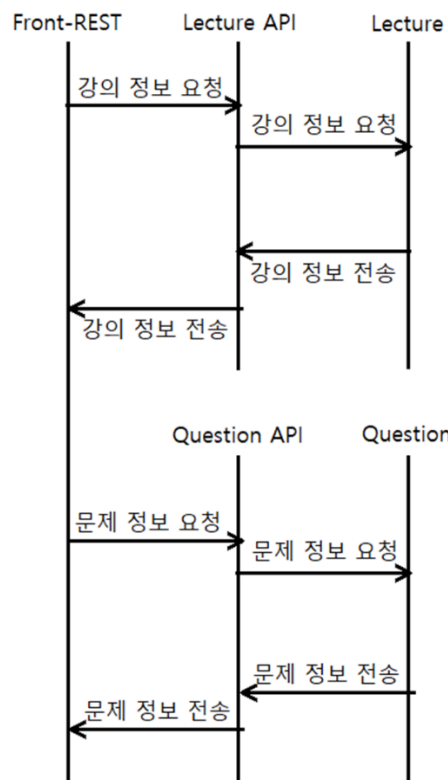 Front-REST Lecture API Lecture
강의 정보 요청
강의 정보 요청
강의 정보 전송
강의 정보 전송
Question API Question
문제 정보 요청
문제 정보 요청
문제 정보 전송
문제 정보 전송